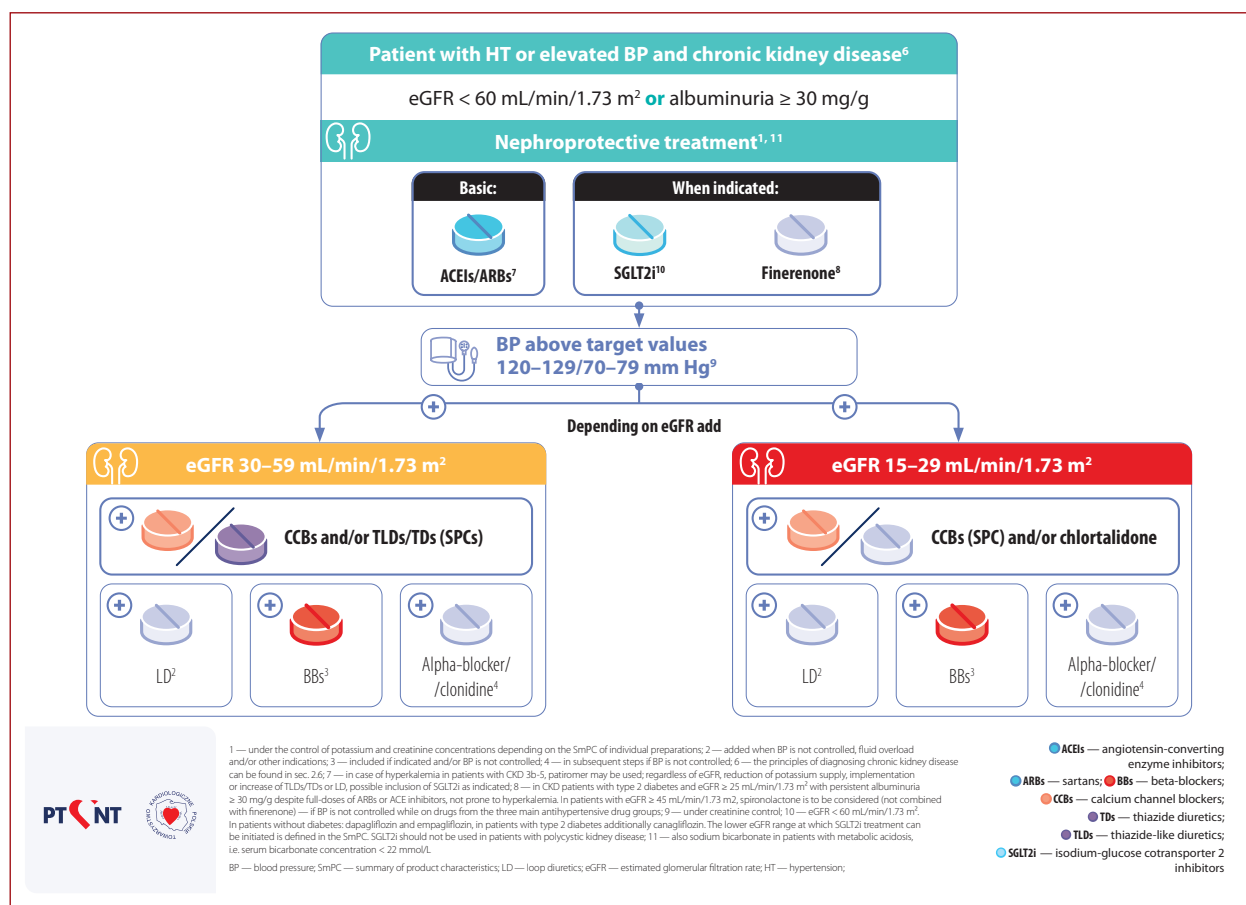 Patient with HT or elevated BP and chronic kidney disease⁶
eGFR < 60 mL/min/1.73 m² or albuminuria ≥ 30 mg/g
Nephroprotective treatment¹˒ ¹¹
Basic:
ACEIs/ARBs⁷
When indicated:
SGLT2i¹⁰
Finerenone⁸
BP above target values
120–129/70–79 mm Hg⁹
Depending on eGFR add
eGFR 30–59 mL/min/1.73 m²
CCBs and/or TLDs/TDs (SPCs)
LD²
BBs³
Alpha-blocker/
/clonidine⁴
eGFR 15–29 mL/min/1.73 m²
CCBs (SPC) and/or chlortalidone
LD²
BBs³
Alpha-blocker/
/clonidine⁴
PT NT
POLSKIE TOWARZYSTWO KARDIOLOGICZNE
1 — under the control of potassium and creatinine concentrations depending on the SmPC of individual preparations; 2 — added when BP is not controlled, fluid overload
and/or other indications; 3 — included if indicated and/or BP is not controlled; 4 — in subsequent steps if BP is not controlled; 6 — the principles of diagnosing chronic kidney disease
can be found in sec. 2.6; 7 — in case of hyperkalemia in patients with CKD 3b-5, patiromer may be used; regardless of eGFR, reduction of potassium supply, implementation
or increase of TLDs/TDs or LD, possible inclusion of SGLT2i as indicated; 8 — in CKD patients with type 2 diabetes and eGFR ≥ 25 mL/min/1.73 m² with persistent albuminuria
≥ 30 mg/g despite full-doses of ARBs or ACE inhibitors, not prone to hyperkalemia. In patients with eGFR ≥ 45 mL/min/1.73 m2, spironolactone is to be considered (not combined
with finerenone) — if BP is not controlled while on drugs from the three main antihypertensive drug groups; 9 — under creatinine control; 10 — eGFR < 60 mL/min/1.73 m².
In patients without diabetes: dapagliflozin and empagliflozin, in patients with type 2 diabetes additionally canagliflozin. The lower eGFR range at which SGLT2i treatment can
be initiated is defined in the SmPC. SGLT2i should not be used in patients with polycystic kidney disease; 11 — also sodium bicarbonate in patients with metabolic acidosis,
i.e. serum bicarbonate concentration < 22 mmol/L
BP — blood pressure; SmPC — summary of product characteristics; LD — loop diuretics; eGFR — estimated glomerular filtration rate; HT — hypertension;
ACEIs — angiotensin-converting
enzyme inhibitors;
ARBs — sartans; BBs — beta-blockers;
CCBs — calcium channel blockers;
TDs — thiazide diuretics;
TLDs — thiazide-like diuretics;
SGLT2i — isodium-glucose cotransporter 2
inhibitors